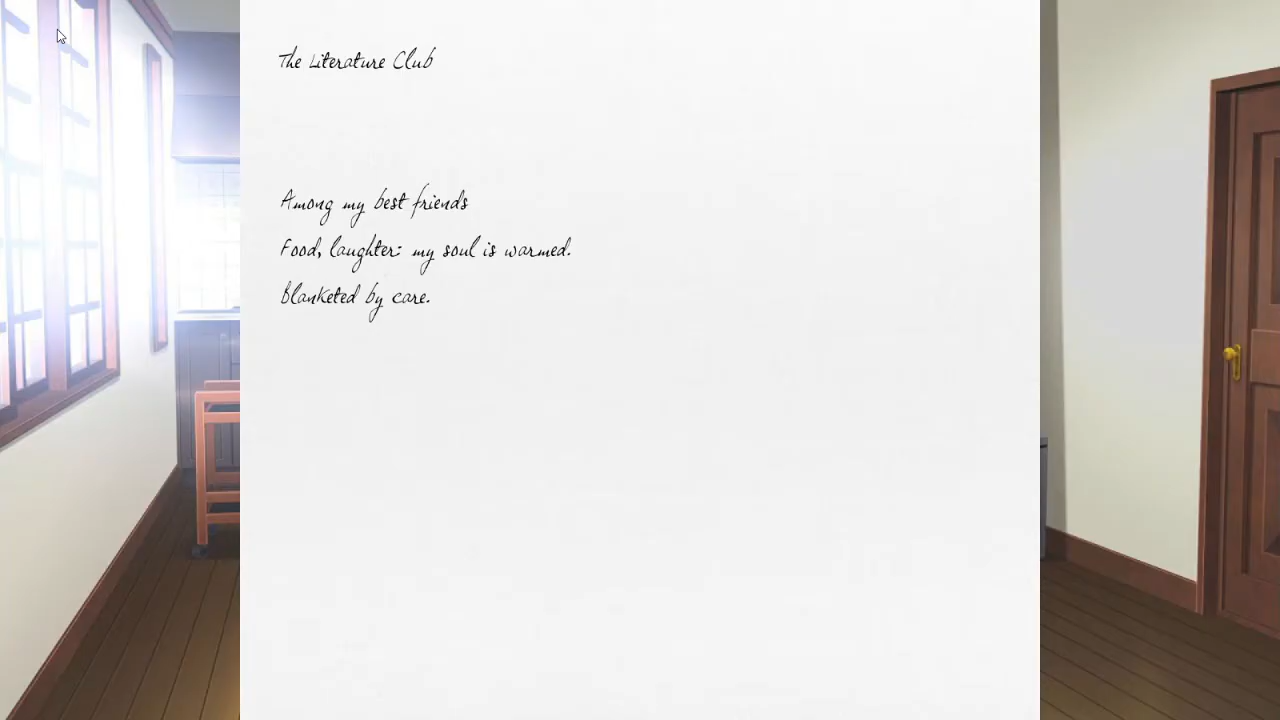 The Literature Club
Among my best friends
Food, laughter: my soul is warmed.
Blanketed by care.